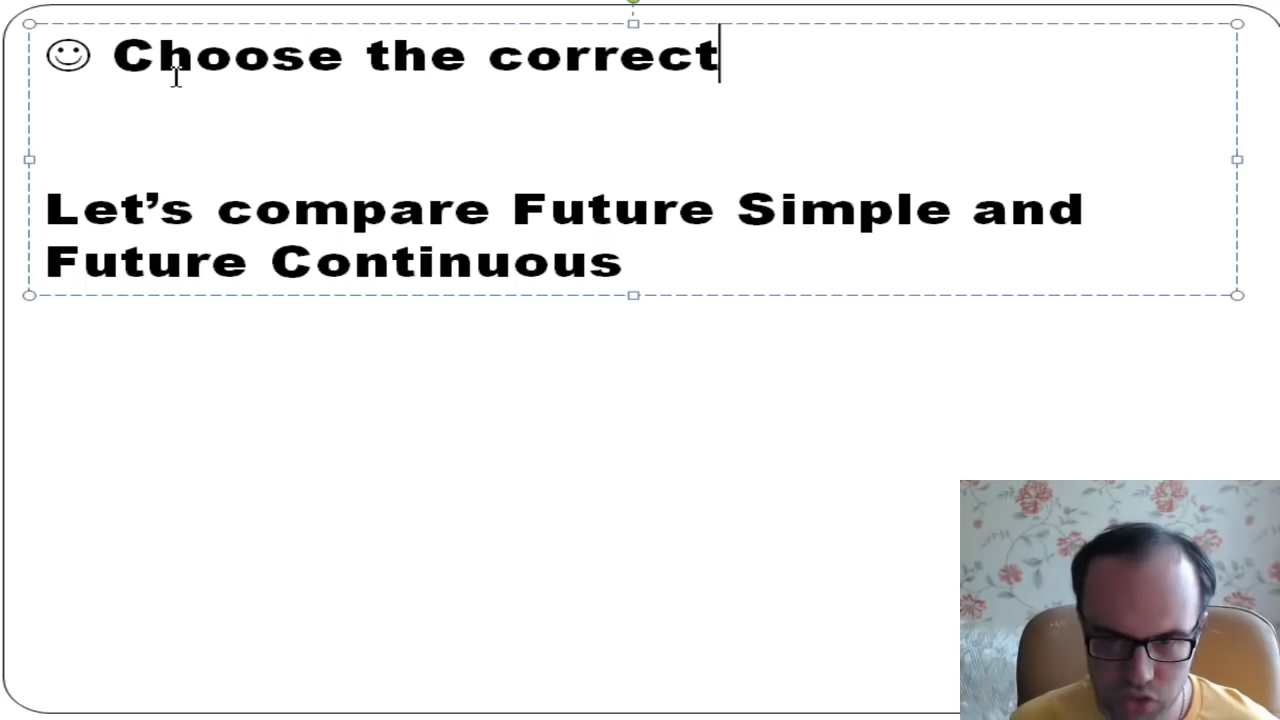 ☺ Choose the correct
Let’s compare Future Simple and
Future Continuous